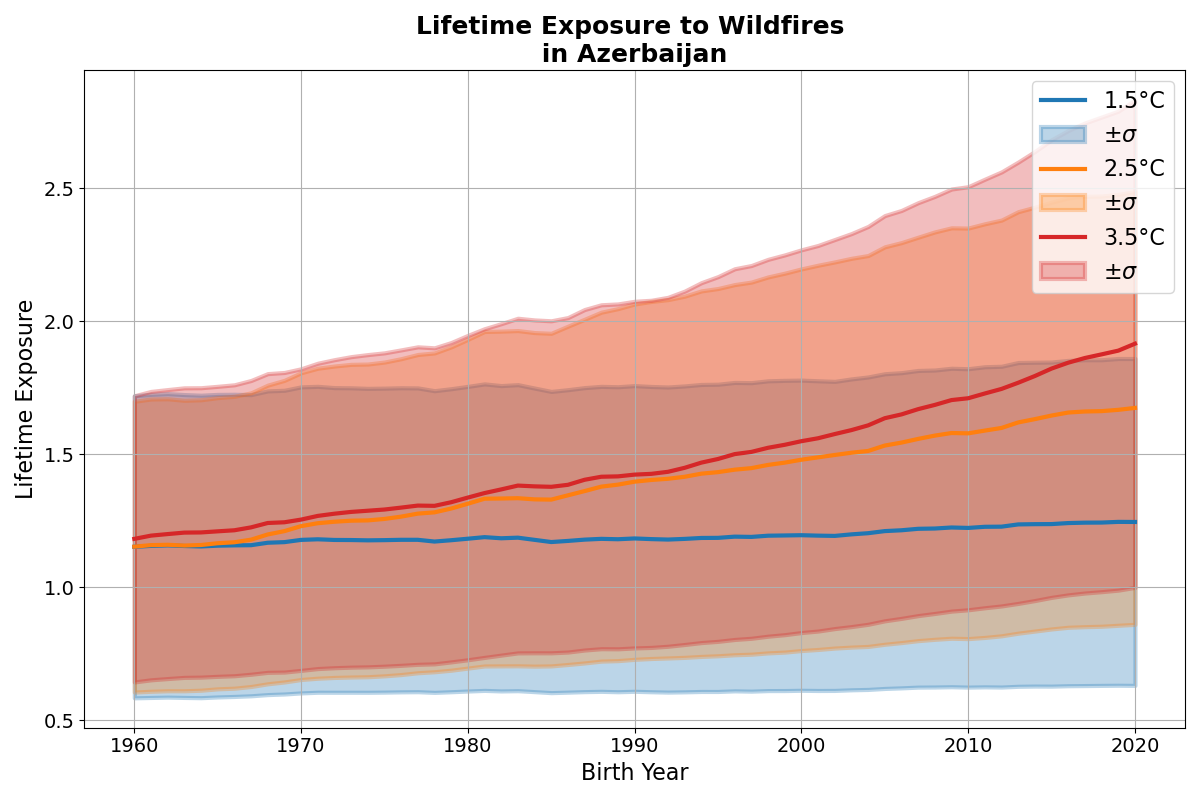 Lifetime Exposure to Wildfires
in Azerbaijan
1.5°C
±σ
2.5°C
±σ
3.5°C
±σ
Lifetime Exposure
2.5
2.0
1.5
1.0
0.5
1960 1970 1980 1990 2000 2010 2020
Birth Year